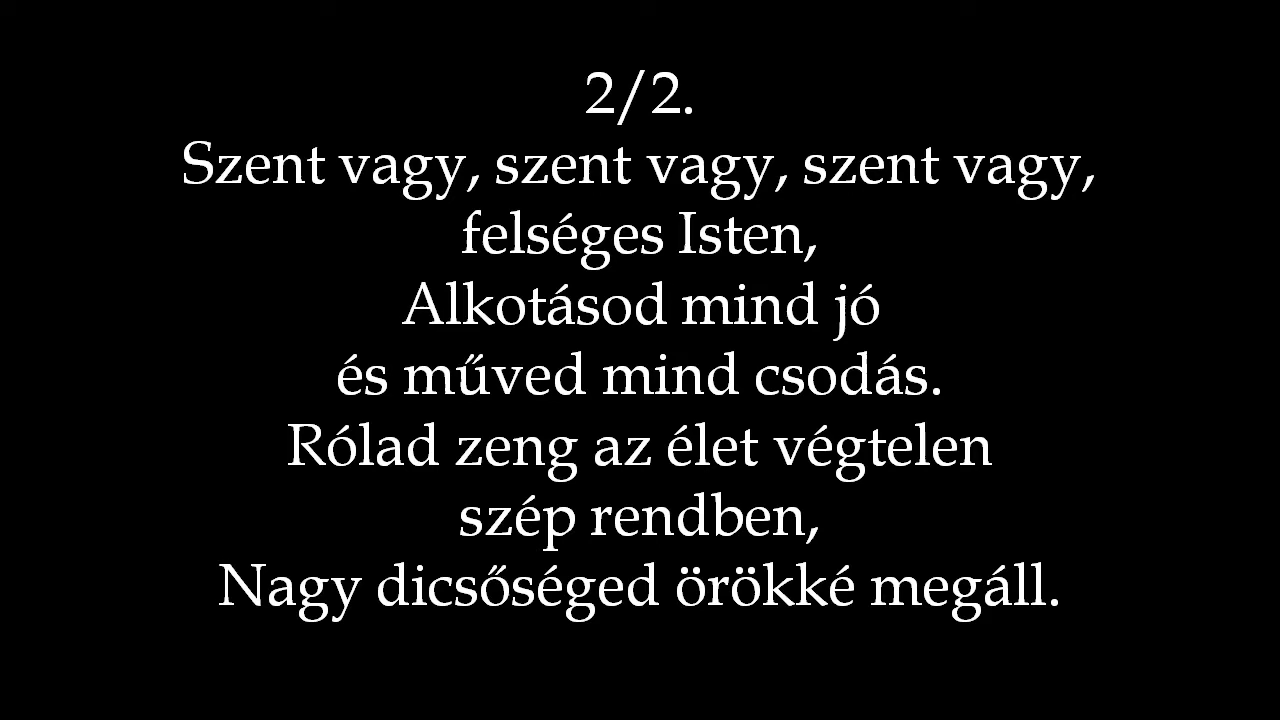 2/2.
Szent vagy, szent vagy, szent vagy,
felséges Isten,
Alkotásod mind jó
és műved mind csodás.
Rólad zeng az élet végtelen
szép rendben,
Nagy dicsőséged örökké megáll.